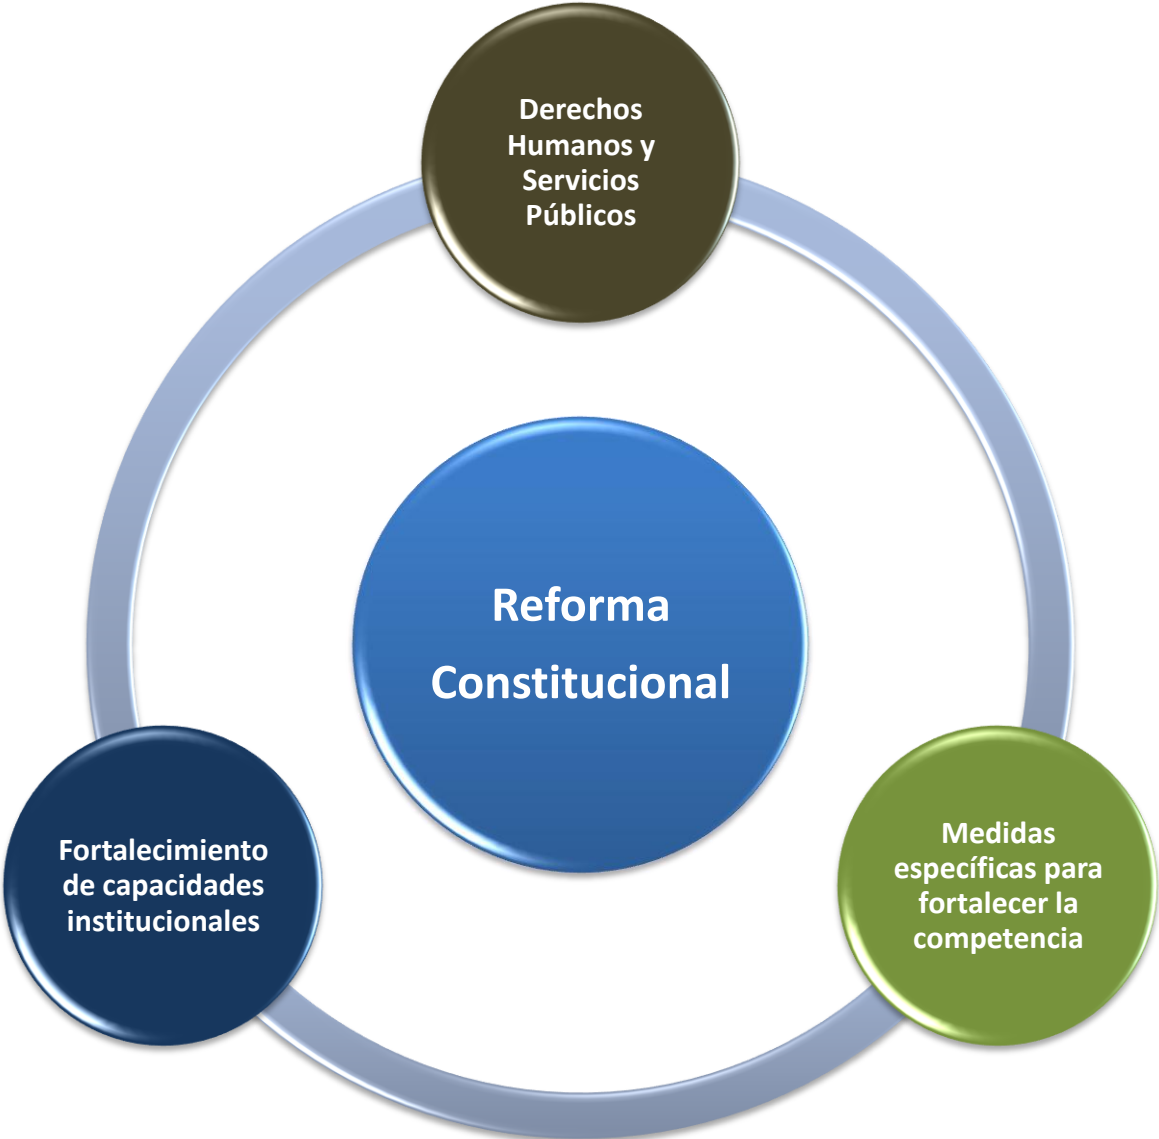 Derechos
Humanos y
Servicios
Públicos
Reforma
Constitucional
Fortalecimiento
de capacidades
institucionales
Medidas
específicas para
fortalecer la
competencia